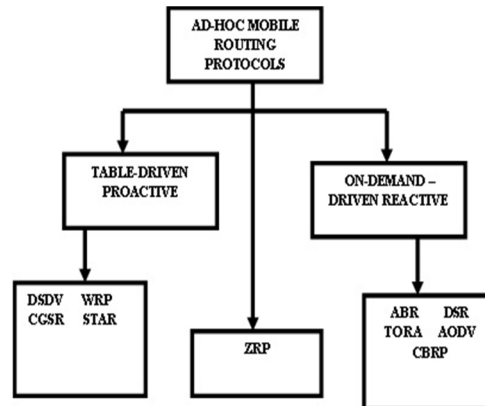 AD-HOC MOBILE
ROUTING
PROTOCOLS
TABLE-DRIVEN
PROACTIVE
ON-DEMAND –
DRIVEN REACTIVE
DSDV WRP
CGSR STAR
ZRP
ABR DSR
TORA AODV
CBRP